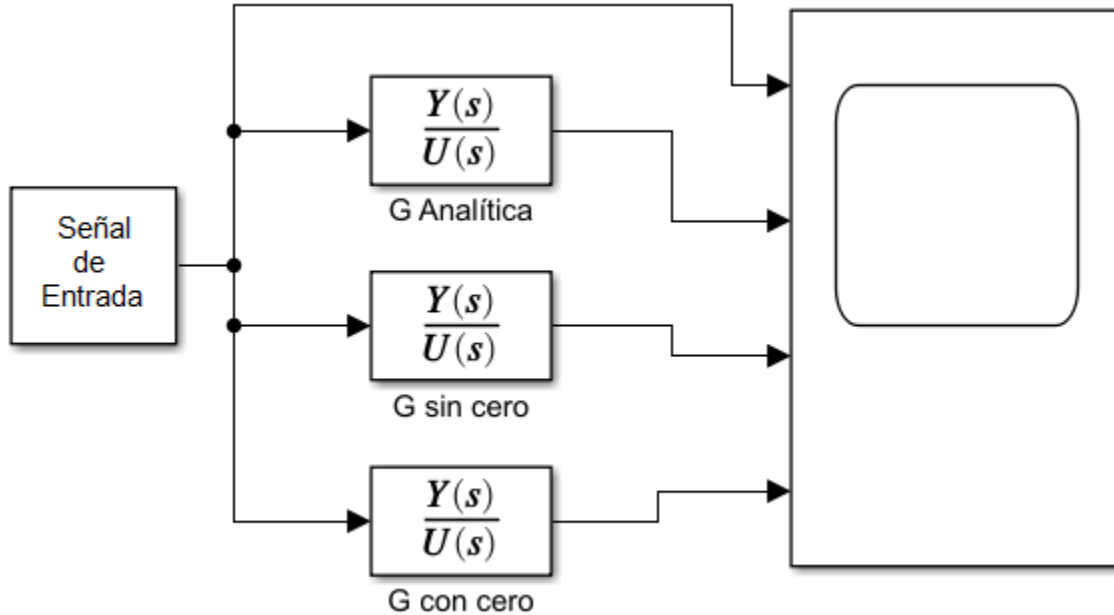 Señal
de
Entrada
Y(s)
U(s)
G Analítica
Y(s)
U(s)
G sin cero
Y(s)
U(s)
G con cero